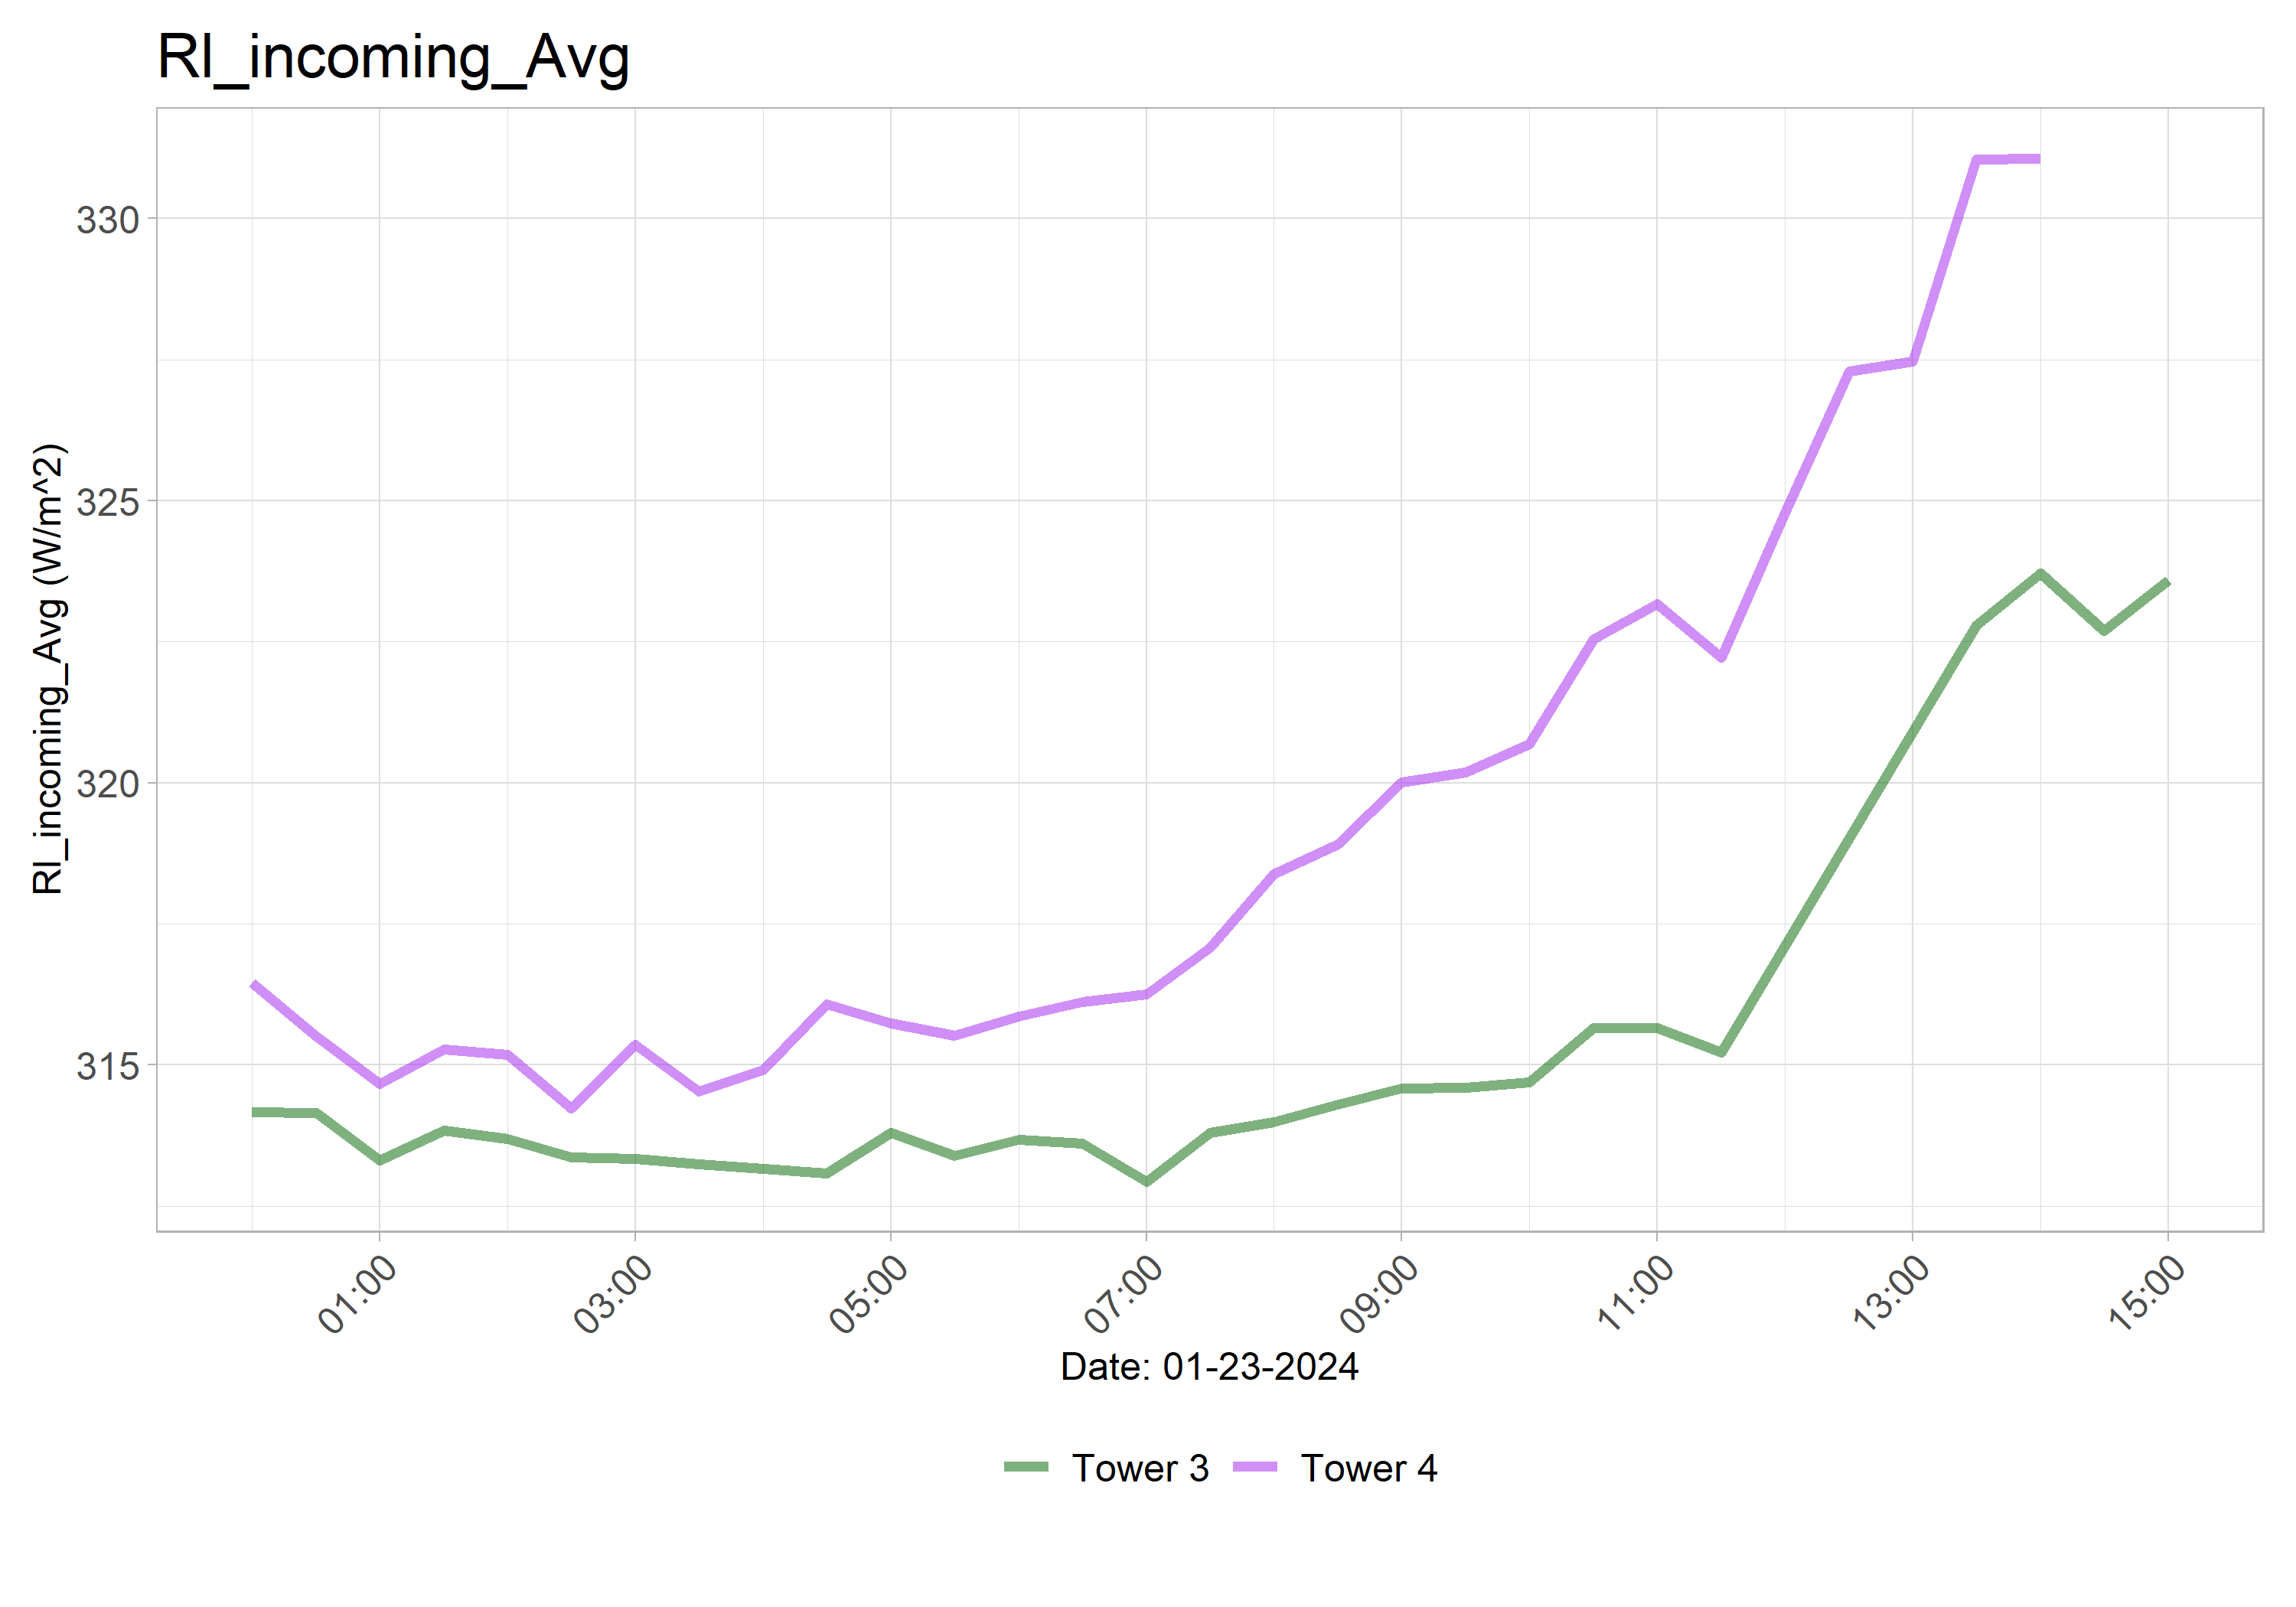 Rl_incoming_Avg
Rl_incoming_Avg (W/m^2)
330
325
320
315
01:00 03:00 05:00 07:00 09:00 11:00 13:00 15:00
Date: 01-23-2024
Tower 3 Tower 4